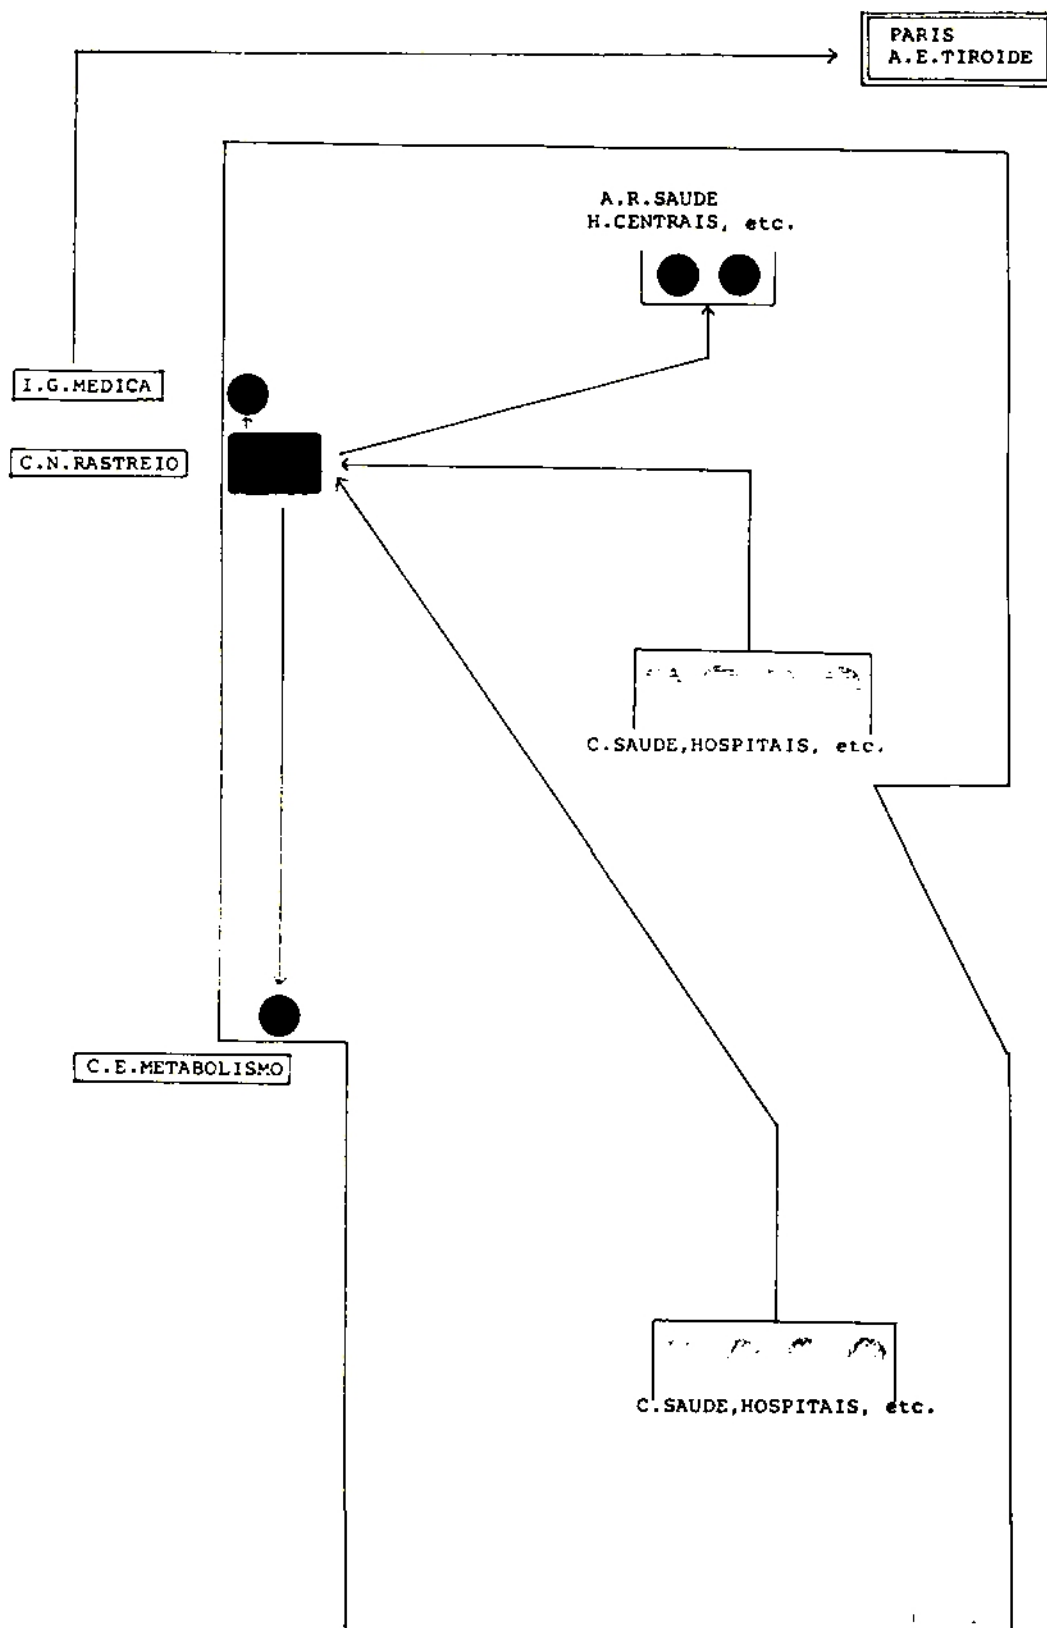 PARIS
A.E.TIROIDE
A.R.SAUDE
H.CENTRAIS, etc.
I.G.MEDICA
C.N.RASTREIO
C.SAUDE,HOSPITAIS, etc.
C.E.METABOLISMO
C.SAUDE,HOSPITAIS, etc.